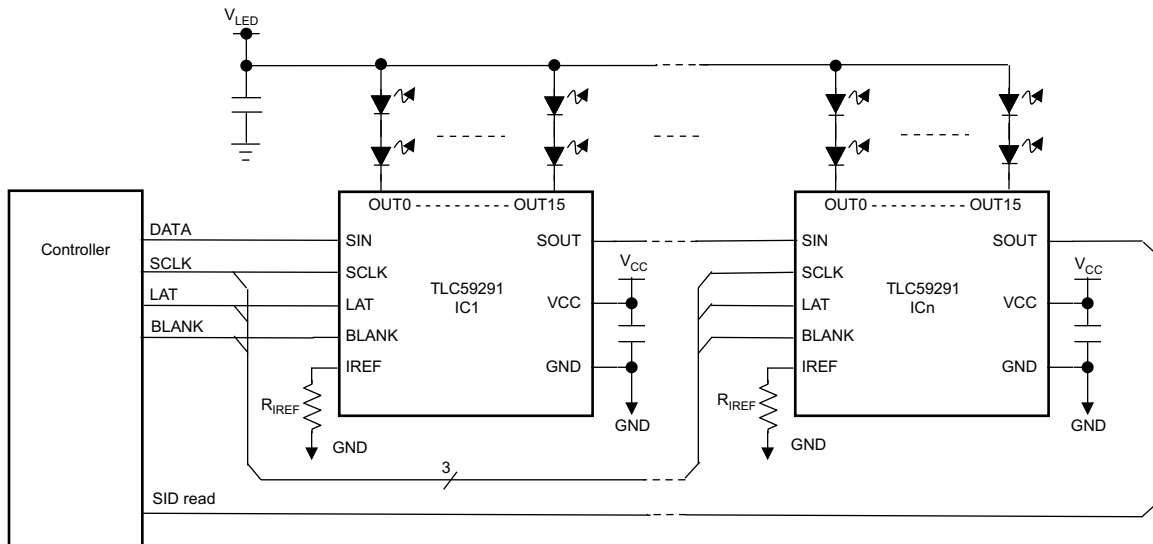 V_LED
OUT0 OUT15
OUT0 OUT15
Controller
DATA
SCLK
LAT
BLANK
SIN
SCLK
LAT
BLANK
IREF
TLC59291
IC1
SOUT
VCC
GND
V_CC
GND
R_IREF
GND
SIN
SCLK
LAT
BLANK
IREF
TLC59291
ICn
SOUT
VCC
GND
V_CC
GND
R_IREF
GND
3
SID read